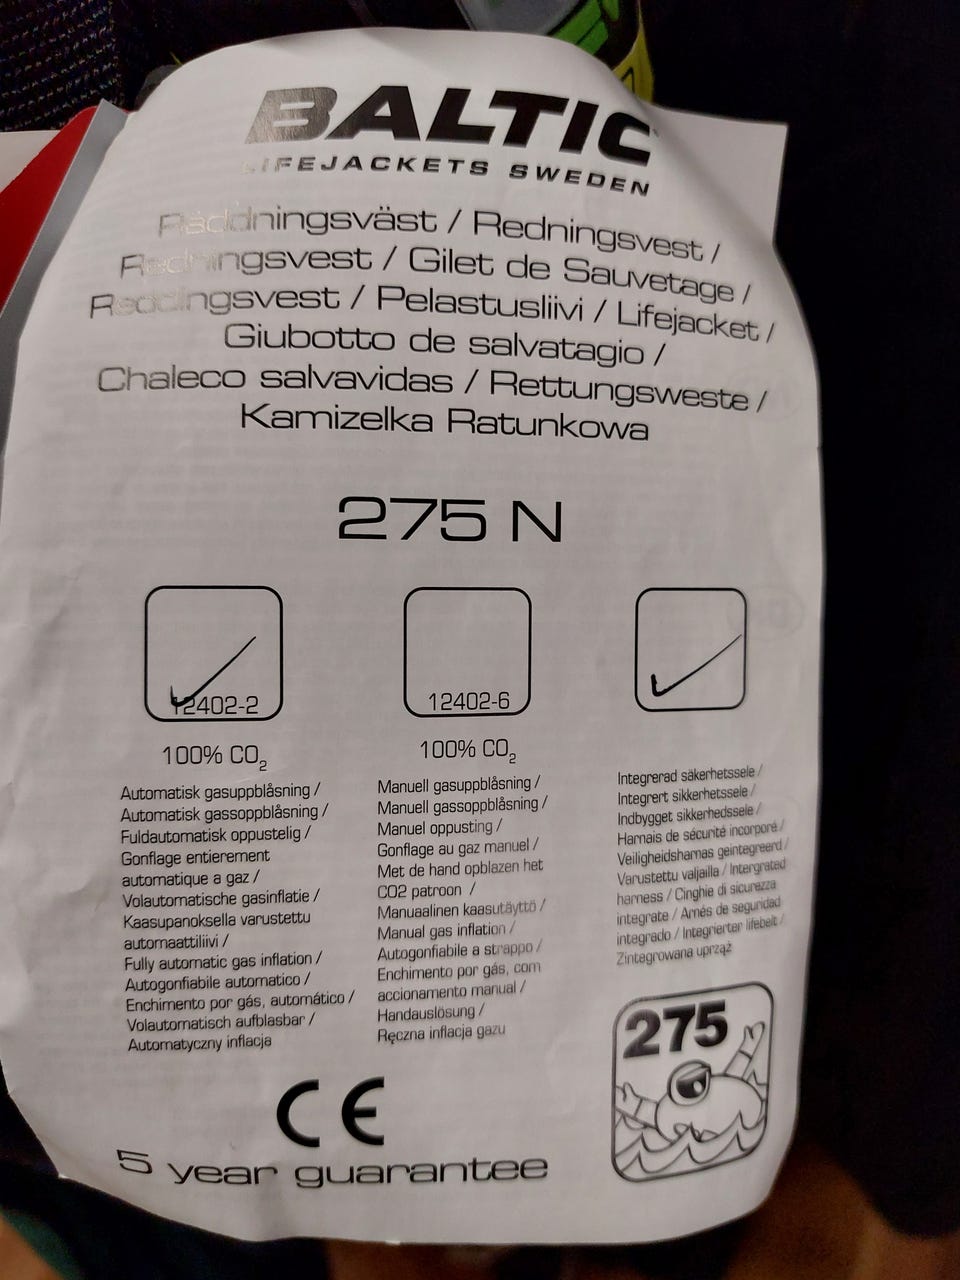 BALTIC
LIFEJACKETS SWEDEN
Räddningsväst / Redningsvest /
Redningsvest / Gilet de Sauvetage /
Reddingsvest / Pelastusliivi / Lifejacket /
Giubotto de salvatagio /
Chaleco salvavidas / Rettungsweste /
Kamizelka Ratunkowa
275 N
12402-2
100% CO2
Automatisk gasuppblåsning /
Automatisk gassoppblåsning /
Fuldautomatisk oppustelig /
Gonflage entierement
automatique a gaz /
Volautomatische gasinflatie /
Kaasupanoksella varustettu
automaattiliivi /
Fully automatic gas inflation /
Autogonfiabile automatico /
Enchimento por gás, automático /
Volautomatisch aufblasbar /
Automatyczny inflacja
12402-6
100% CO2
Manuell gasuppblåsning /
Manuell gassoppblåsning /
Manuel oppusting /
Gonflage au gaz manuel /
Met de hand opblazen het
CO2 patroon /
Manuaalinen kaasutäyttö /
Manual gas inflation /
Autogonfiabile a strappo /
Enchimento por gás, com
accionamento manual /
Handauslösung /
Ręczna inflacja gazu
Integrerad säkerhetssele /
Integrert sikkerhetssele /
Indbygget sikkerhedssele /
Harnais de sécurité incorporé /
Veiligheidsharnas geintegreerd /
Varustettu valjailla / Intergrated
harness / Cinghie di sicurezza
integrate / Arnés de seguridad
integrado / Integrierter lifebelt /
Zintegrowana uprząż
275
CE
5 year guarantee